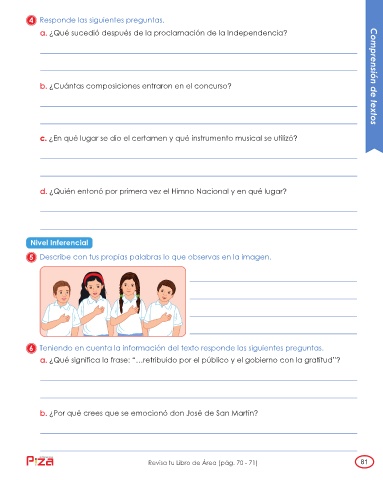 4 Responde las siguientes preguntas.
a. ¿Qué sucedió después de la proclamación de la Independencia?
b. ¿Cuántas composiciones entraron en el concurso?
c. ¿En qué lugar se dio el certamen y qué instrumento musical se utilizó?
d. ¿Quién entonó por primera vez el Himno Nacional y en qué lugar?
Comprensión de textos
Nivel Inferencial
5 Describe con tus propias palabras lo que observas en la imagen.
6 Teniendo en cuenta la información del texto responde las siguientes preguntas.
a. ¿Qué significa la frase: “...retribuido por el público y el gobierno con la gratitud”?
b. ¿Por qué crees que se emocionó don José de San Martín?
Piza
Revisa tu Libro de Área (pág. 70 - 71)
81